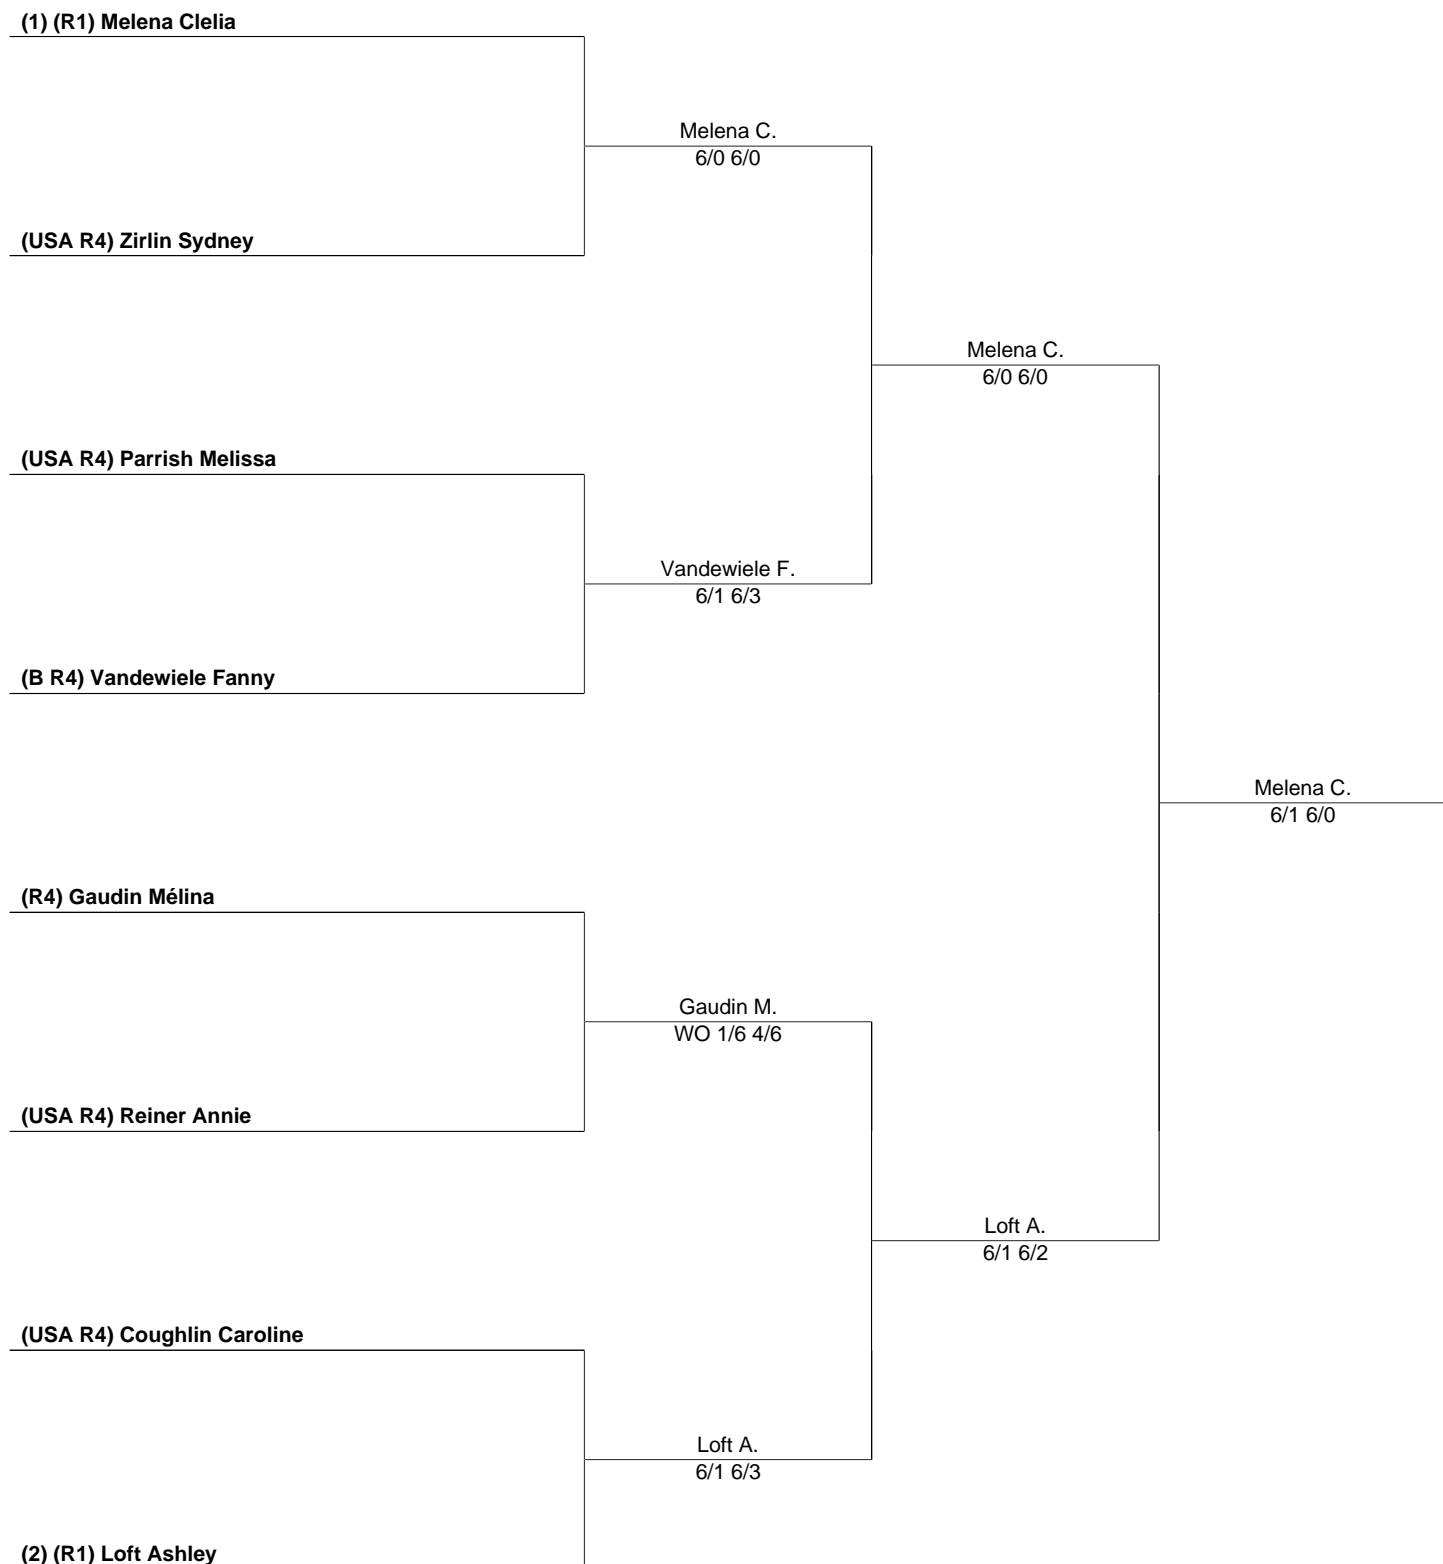 (1) (R1) Melena Clelia
Melena C.
6/0 6/0
(USA R4) Zirlin Sydney
Melena C.
6/0 6/0
(USA R4) Parrish Melissa
Vandewiele F.
6/1 6/3
(B R4) Vandewiele Fanny
Melena C.
6/1 6/0
(R4) Gaudin Mélina
Gaudin M.
WO 1/6 4/6
(USA R4) Reiner Annie
Loft A.
6/1 6/2
(USA R4) Coughlin Caroline
Loft A.
6/1 6/3
(2) (R1) Loft Ashley